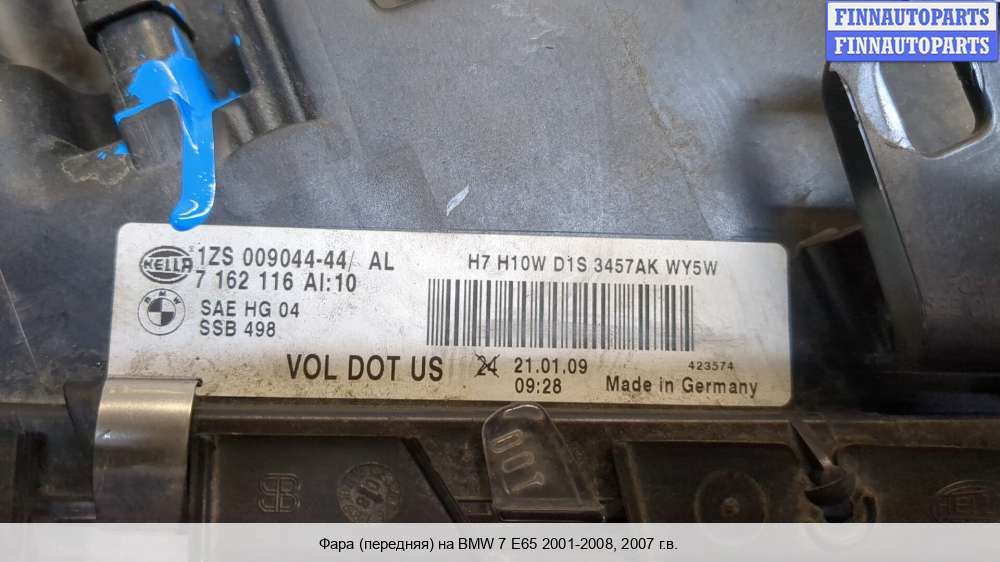 FINNAUTOPARTS
FINNAUTOPARTS
HELLA
1ZS 009044-44/ AL
7 162 116 AI:10
BMW
SAE HG 04
SSB 498
H7 H10W D1S 3457AK WY5W
VOL DOT US
24 21.01.09
09:28
423574
Made in Germany
DOT
Фара (передняя) на BMW 7 E65 2001-2008, 2007 г.в.